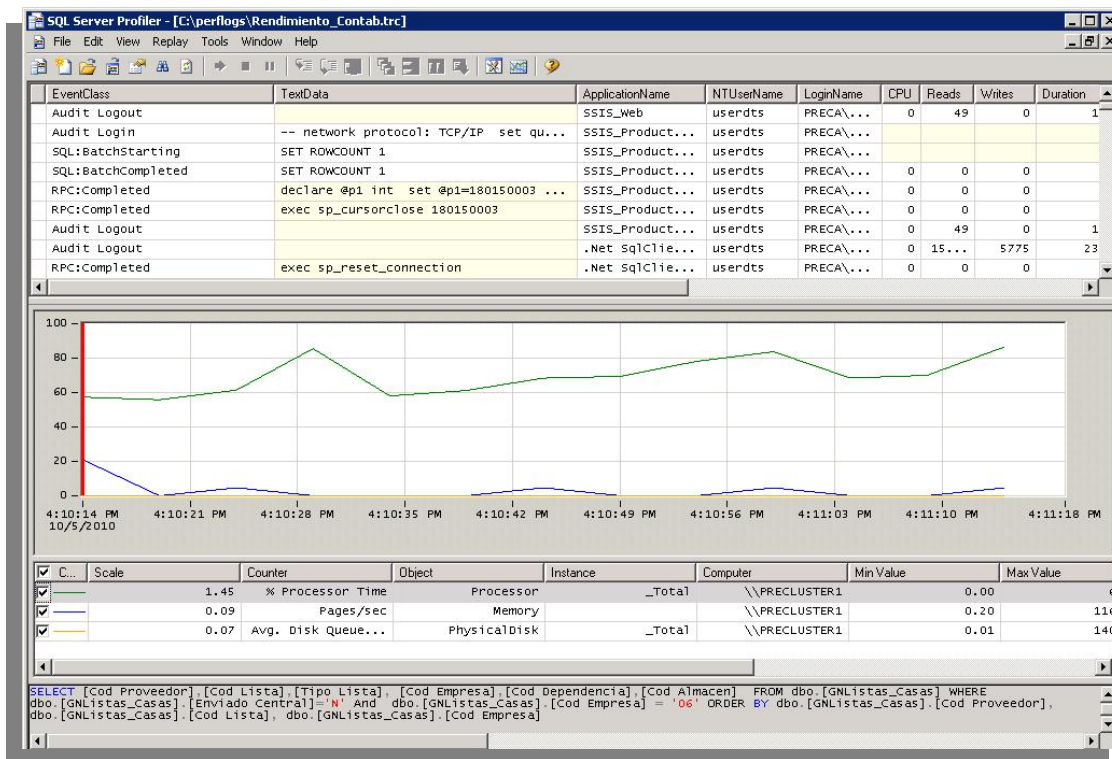 SQL Server Profiler - [C:\perflogs\Rendimiento_Contab.trc]
File Edit View Replay Tools Window Help
EventClass TextData ApplicationName NTUserName LoginName CPU Reads Writes Duration
Audit Logout SSIS_Web userdts PRECA\... 0 49 0 1
Audit Login -- network protocol: TCP/IP set qu... SSIS_Product... userdts PRECA\...
SQL:BatchStarting SET ROWCOUNT 1 SSIS_Product... userdts PRECA\...
SQL:BatchCompleted SET ROWCOUNT 1 SSIS_Product... userdts PRECA\... 0 0 0
RPC:Completed declare @p1 int set @p1=180150003 ... SSIS_Product... userdts PRECA\... 0 0 0
RPC:Completed exec sp_cursorclose 180150003 SSIS_Product... userdts PRECA\... 0 0 0
Audit Logout SSIS_Product... userdts PRECA\... 0 49 0 1
Audit Logout .Net SqlClie... userdts PRECA\... 0 15... 5775 23
RPC:Completed exec sp_reset_connection .Net SqlClie... userdts PRECA\... 0 0 0
100
80
60
40
20
0
4:10:14 PM 4:10:21 PM 4:10:28 PM 4:10:35 PM 4:10:42 PM 4:10:49 PM 4:10:56 PM 4:11:03 PM 4:11:10 PM 4:11:18 PM
10/5/2010
C... Scale Counter Object Instance Computer Min Value Max Value
1.45 % Processor Time Processor _Total \\PRECLUSTER1 0.00
0.09 Pages/sec Memory \\PRECLUSTER1 0.20 116
0.07 Avg. Disk Queue... PhysicalDisk _Total \\PRECLUSTER1 0.01 140
SELECT [Cod Proveedor],[Cod Lista],[Tipo Lista], [Cod Empresa],[Cod Dependencia],[Cod Almacen] FROM dbo.[GNListas_Casas] WHERE
dbo.[GNListas_Casas].[Enviado Central]='N' And dbo.[GNListas_Casas].[Cod Empresa] = '06' ORDER BY dbo.[GNListas_Casas].[Cod Proveedor],
dbo.[GNListas_Casas].[Cod Lista], dbo.[GNListas_Casas].[Cod Empresa]